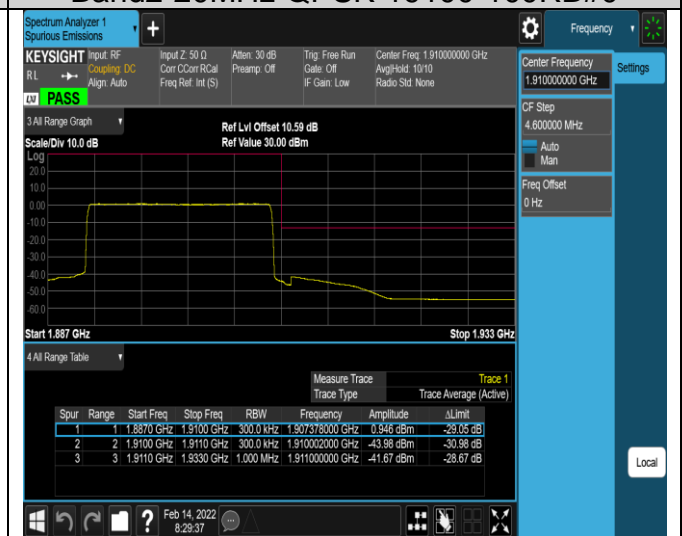 Band2-20MHz-QPSK-19100-100RB#0
Spectrum Analyzer 1
Spurious Emissions
+
Frequency
KEYSIGHT Input: RF Input Z: 50 Ω Atten: 30 dB Trig: Free Run Center Freq: 1.910000000 GHz
RL Coupling: DC Corr CCorr RCal Preamp: Off Gate: Off Avg|Hold: 10/10
Align: Auto Freq Ref: Int (S) IF Gain: Low Radio Std: None
LXI PASS
Center Frequency
1.910000000 GHz
Settings
CF Step
4.600000 MHz
Auto
Man
Freq Offset
0 Hz
3 All Range Graph
Ref Lvl Offset 10.59 dB
Scale/Div 10.0 dB Ref Value 30.00 dBm
Log
20.0
10.0
0.00
-10.0
-20.0
-30.0
-40.0
-50.0
-60.0
Start 1.887 GHz Stop 1.933 GHz
4 All Range Table
Measure Trace Trace 1
Trace Type Trace Average (Active)
Spur Range Start Freq Stop Freq RBW Frequency Amplitude ΔLimit
1 1 1.8870 GHz 1.9100 GHz 300.0 kHz 1.907378000 GHz 0.946 dBm -29.05 dB
2 2 1.9100 GHz 1.9110 GHz 300.0 kHz 1.910002000 GHz -43.98 dBm -30.98 dB
3 3 1.9110 GHz 1.9330 GHz 1.000 MHz 1.911000000 GHz -41.67 dBm -28.67 dB
Local
? Feb 14, 2022
8:29:37